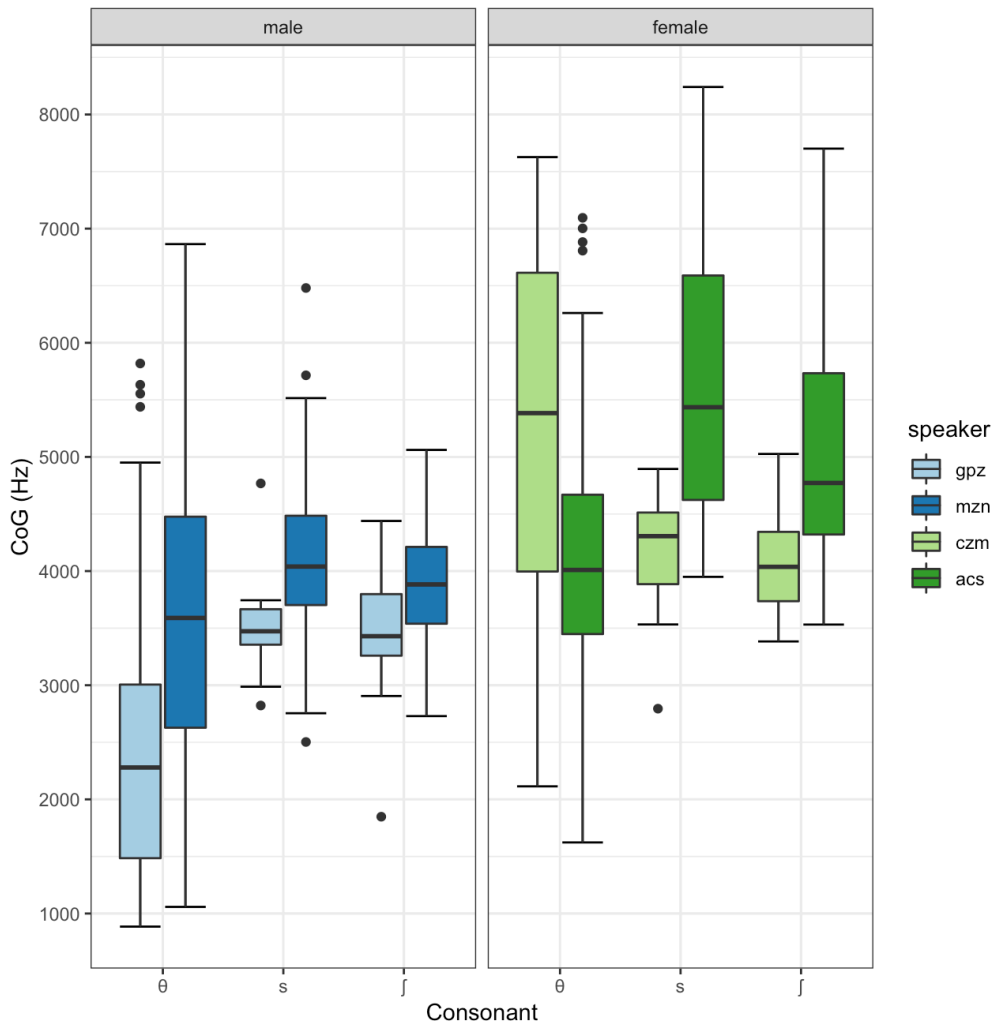 male
female
8000
7000
6000
5000
4000
3000
2000
1000
CoG (Hz)
θ
s
ʃ
θ
s
ʃ
Consonant
speaker
gpz
mzn
czm
acs